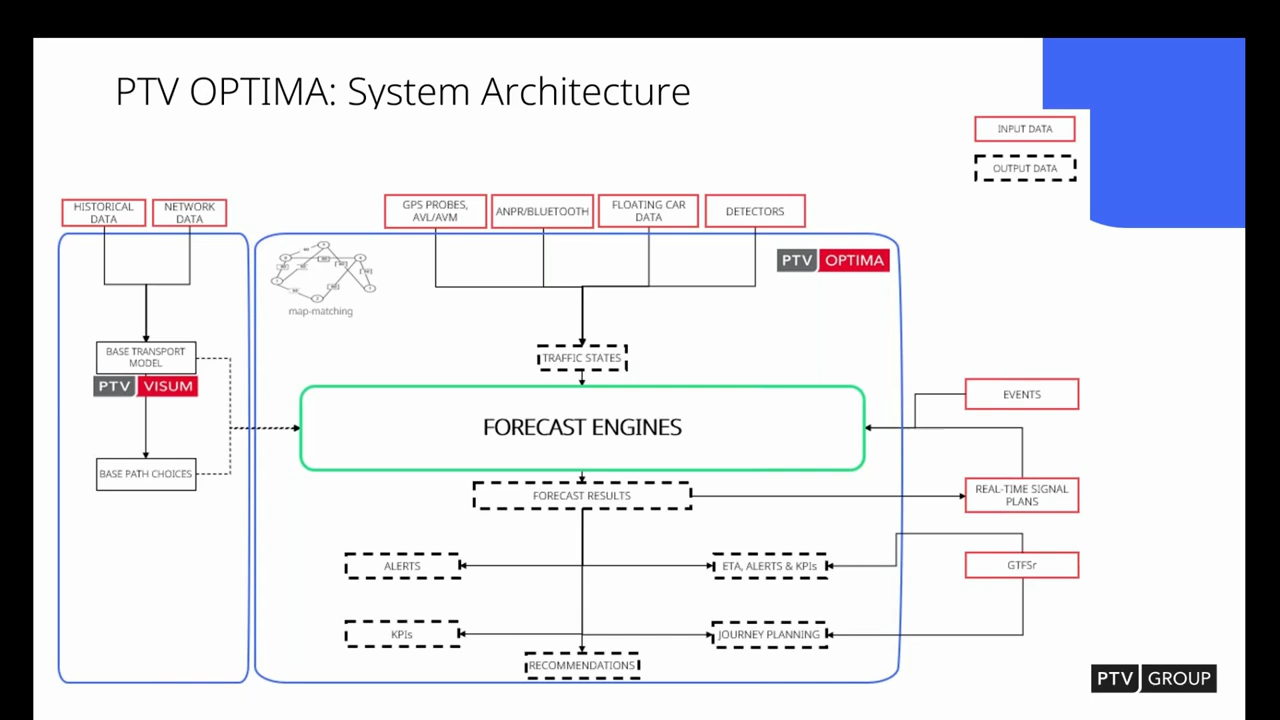 PTV OPTIMA: System Architecture
INPUT DATA
OUTPUT DATA
HISTORICAL
DATA
NETWORK
DATA
GPS PROBES,
AVL/AVM
ANPR/BLUETOOTH
FLOATING CAR
DATA
DETECTORS
PTV OPTIMA
map-matching
BASE TRANSPORT
MODEL
PTV VISUM
BASE PATH CHOICES
TRAFFIC STATES
FORECAST ENGINES
EVENTS
FORECAST RESULTS
REAL-TIME SIGNAL
PLANS
ALERTS
ETA, ALERTS & KPIs
GTFSr
KPIs
JOURNEY PLANNING
RECOMMENDATIONS
PTV GROUP